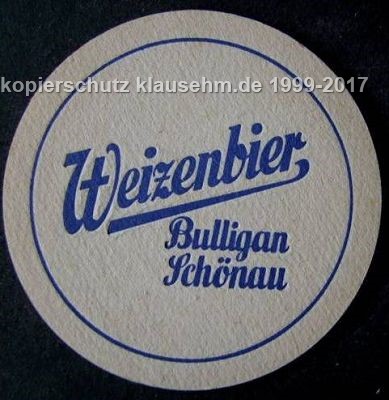 kopierschutz klausehm.de 1999-2017
Weizenbier
Bulligan
Schönau